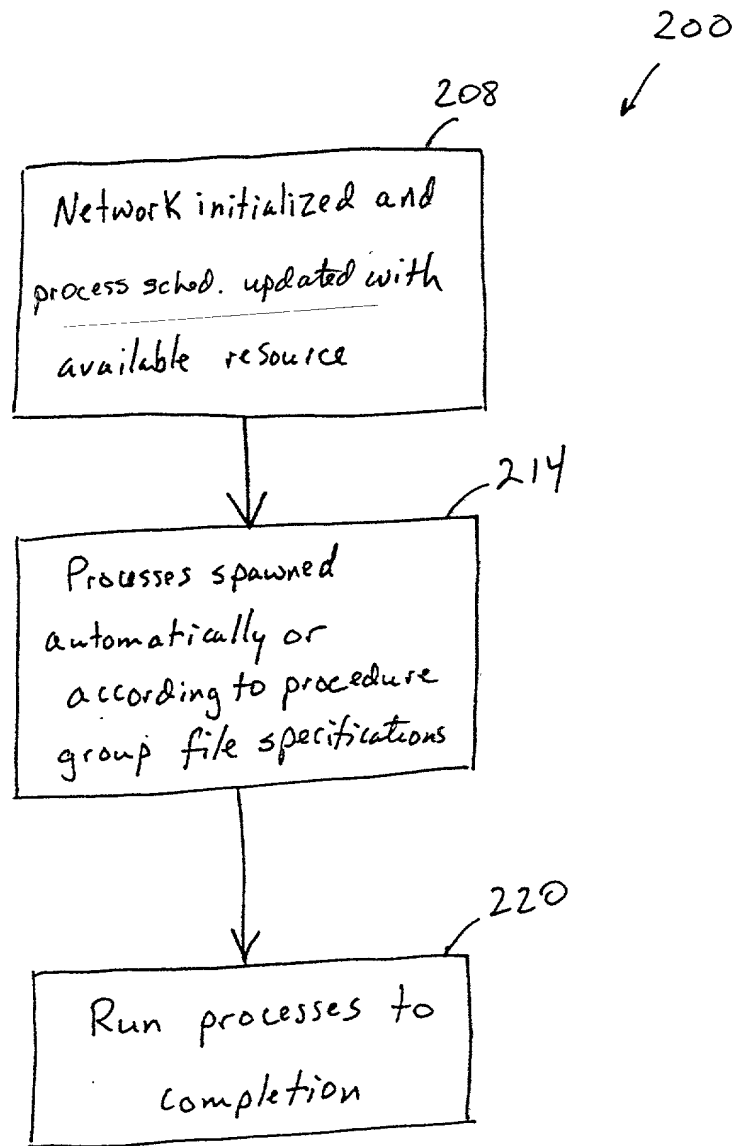 200
208
Network initialized and
process sched. updated with
available resource
214
Processes spawned
automatically or
according to procedure
group file specifications
220
Run processes to
completion